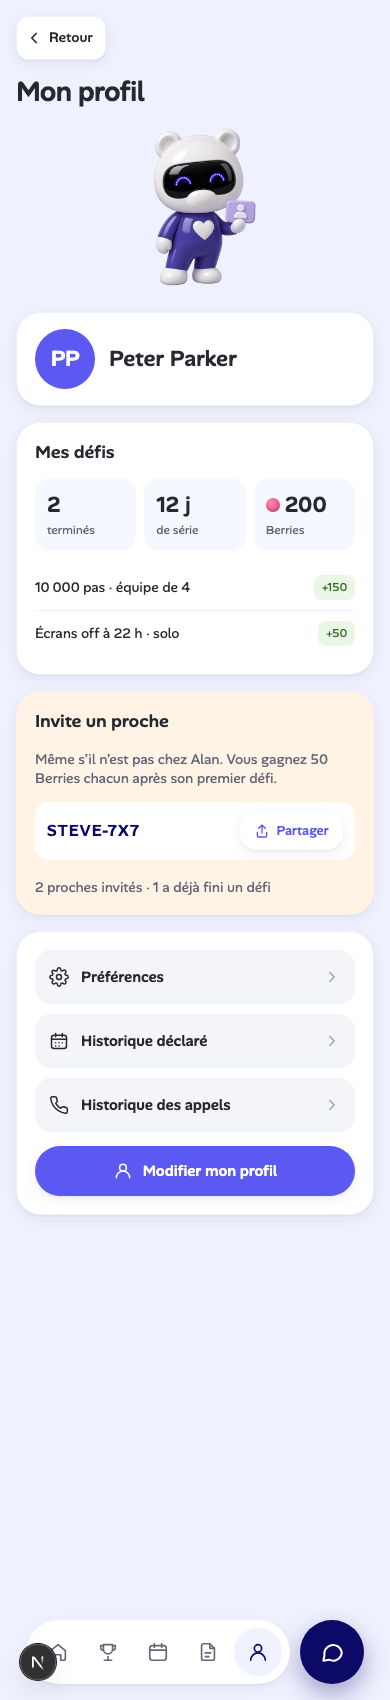 Retour
Mon profil
PP
Peter Parker
Mes défis
2
terminés
12 j
de série
200
Berries
10 000 pas · équipe de 4
+150
Écrans off à 22 h · solo
+50
Invite un proche
Même s’il n’est pas chez Alan. Vous gagnez 50
Berries chacun après son premier défi.
STEVE-7X7
Partager
2 proches invités · 1 a déjà fini un défi
Préférences
Historique déclaré
Historique des appels
Modifier mon profil
N